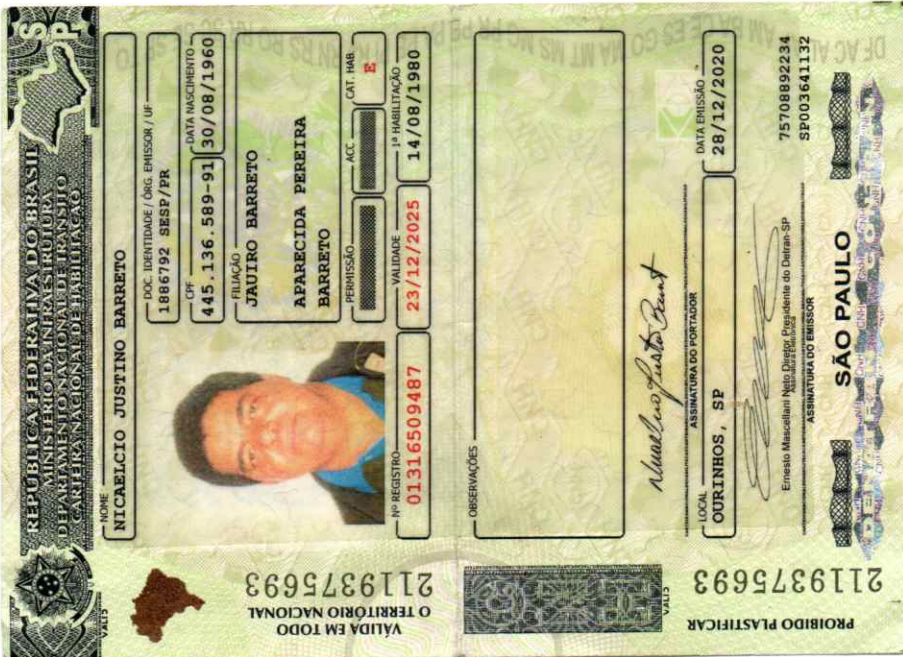 REPÚBLICA FEDERATIVA DO BRASIL
MINISTÉRIO DA INFRAESTRUTURA
DEPARTAMENTO NACIONAL DE TRÂNSITO
CARTEIRA NACIONAL DE HABILITAÇÃO
SP
NOME
NICAELCIO JUSTINO BARRETO
DOC. IDENTIDADE / ÓRG. EMISSOR / UF
1886792 SESP/PR
CPF
DATA NASCIMENTO
445.136.589-91 30/08/1960
FILIAÇÃO
JAUIRO BARRETO
APARECIDA PEREIRA
BARRETO
PERMISSÃO
ACC
CAT. HAB.
E
Nº REGISTRO
VALIDADE
1ª HABILITAÇÃO
01316509487
23/12/2025
14/08/1980
VÁLIDA EM TODO
O TERRITÓRIO NACIONAL
2119375693
OBSERVAÇÕES
ASSINATURA DO PORTADOR
LOCAL
DATA EMISSÃO
OURINHOS, SP
28/12/2020
Ernesto Mascellani Neto Diretor Presidente do Detran-SP
Assinatura Eletrônica
ASSINATURA DO EMISSOR
75708892234
SP003641132
SÃO PAULO
PROIBIDO PLASTIFICAR
2119375693